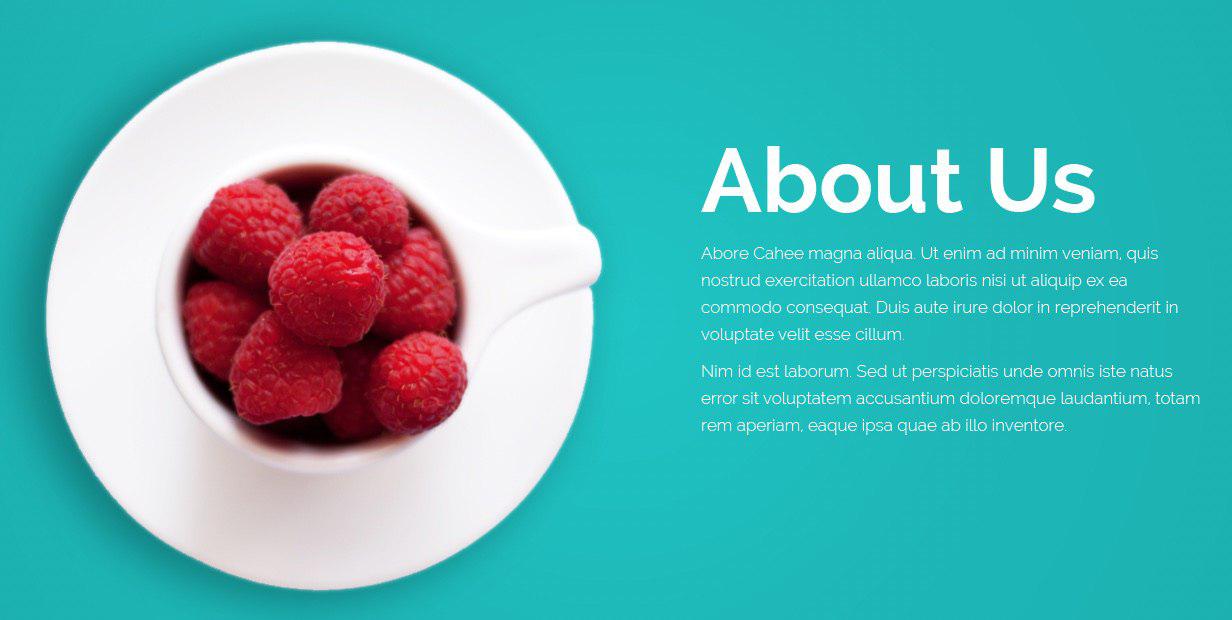 About Us
Abore Cahee magna aliqua. Ut enim ad minim veniam, quis
nostrud exercitation ullamco laboris nisi ut aliquip ex ea
commodo consequat. Duis aute irure dolor in reprehenderit in
voluptate velit esse cillum.
Nim id est laborum. Sed ut perspiciatis unde omnis iste natus
error sit voluptatem accusantium doloremque laudantium, totam
rem aperiam, eaque ipsa quae ab illo inventore.